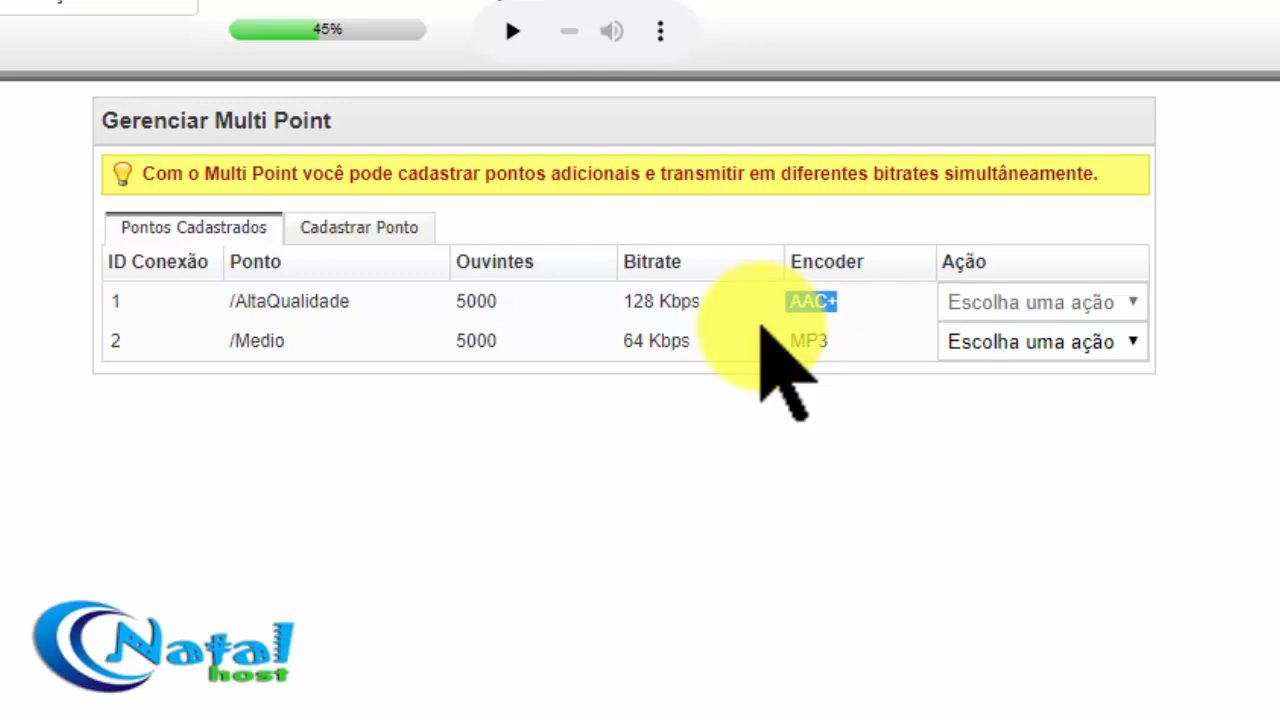 45%
Gerenciar Multi Point
Com o Multi Point você pode cadastrar pontos adicionais e transmitir em diferentes bitrates simultâneamente.
Pontos Cadastrados Cadastrar Ponto
ID Conexão Ponto Ouvintes Bitrate Encoder Ação
1 /AltaQualidade 5000 128 Kbps AAC+ Escolha uma ação
2 /Medio 5000 64 Kbps MP3 Escolha uma ação
Natal
host